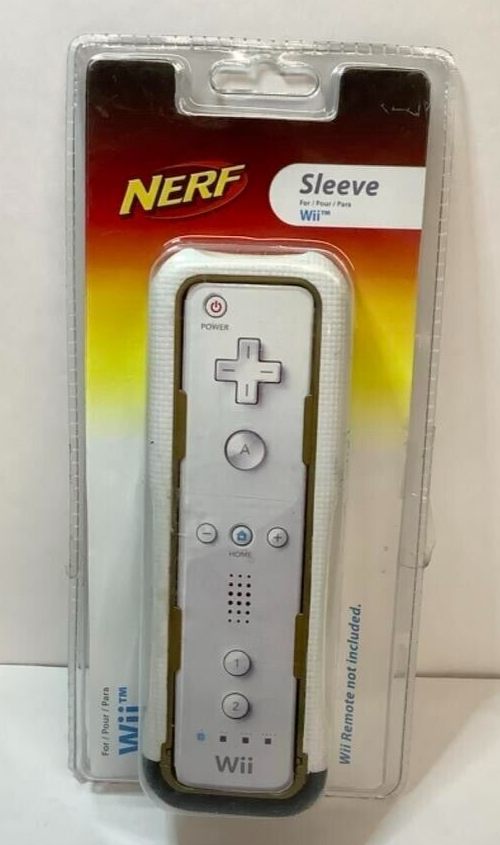 NERF
Sleeve
For / Pour / Para
Wii™
POWER
A
HOME
1
2
Wii
For / Pour / Para
Wii™
Wii Remote not included.